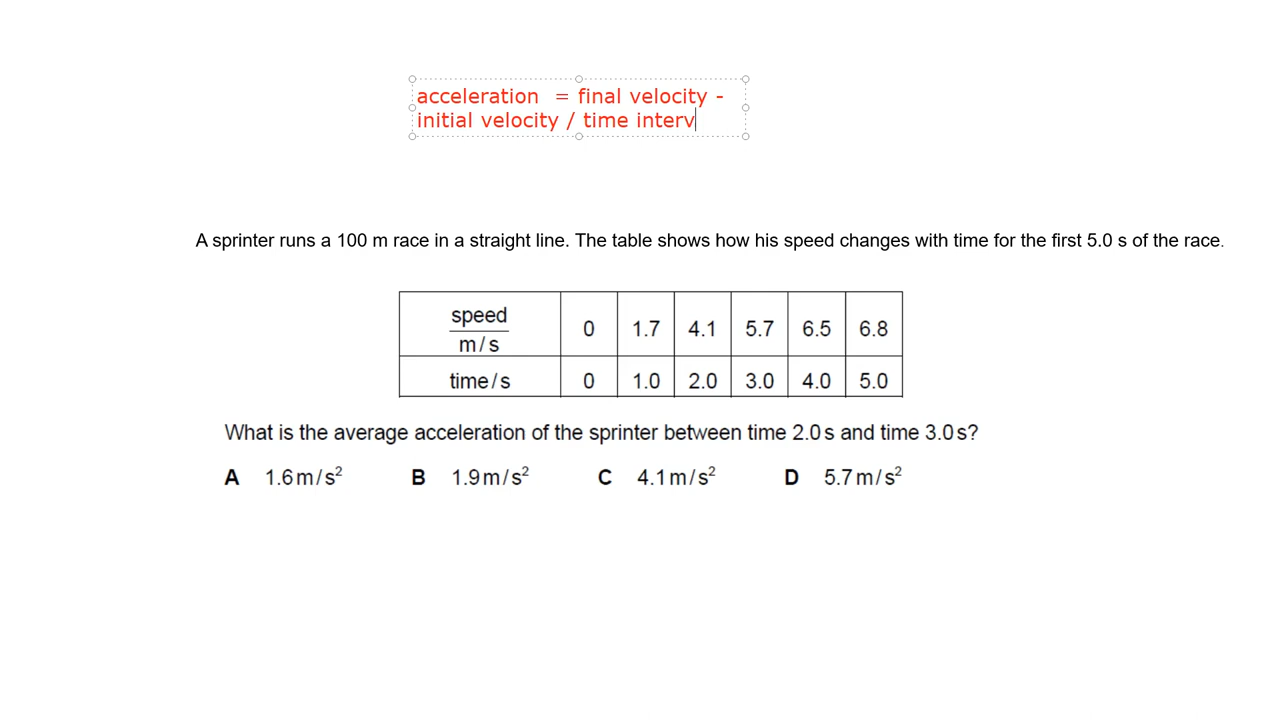 acceleration = final velocity -
initial velocity / time interv
A sprinter runs a 100 m race in a straight line. The table shows how his speed changes with time for the first 5.0 s of the race.
speed
m/s 0 1.7 4.1 5.7 6.5 6.8
time/s 0 1.0 2.0 3.0 4.0 5.0
What is the average acceleration of the sprinter between time 2.0 s and time 3.0 s?
A 1.6 m/s² B 1.9 m/s² C 4.1 m/s² D 5.7 m/s²